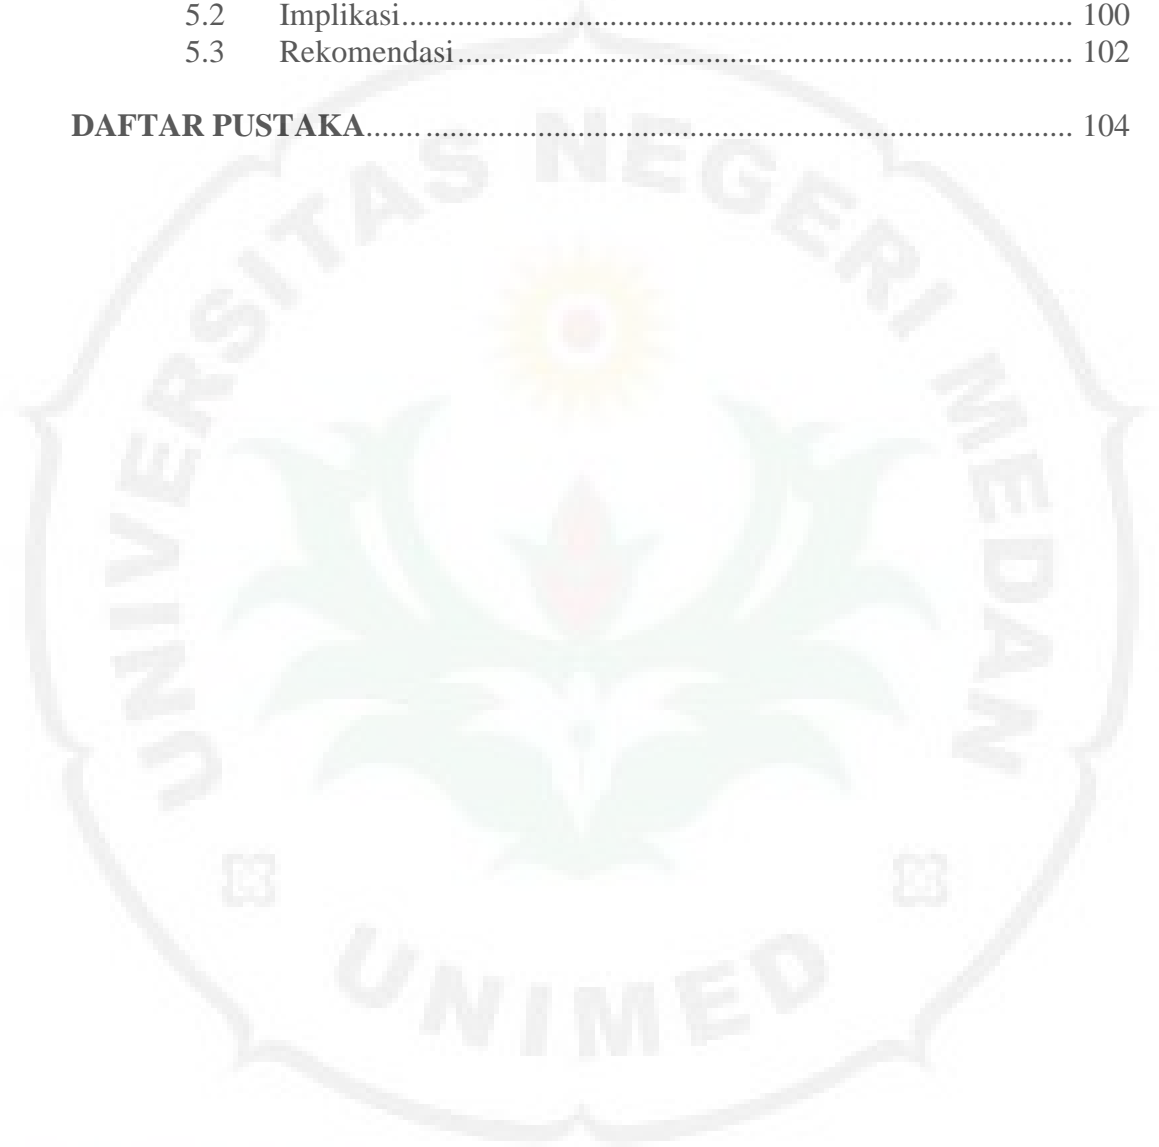 5.2 Implikasi.................................................................................... 100
5.3 Rekomendasi............................................................................. 102
DAFTAR PUSTAKA....... ................................................................................ 104
UNIVERSITAS NEGERI MEDAN
UNIMED